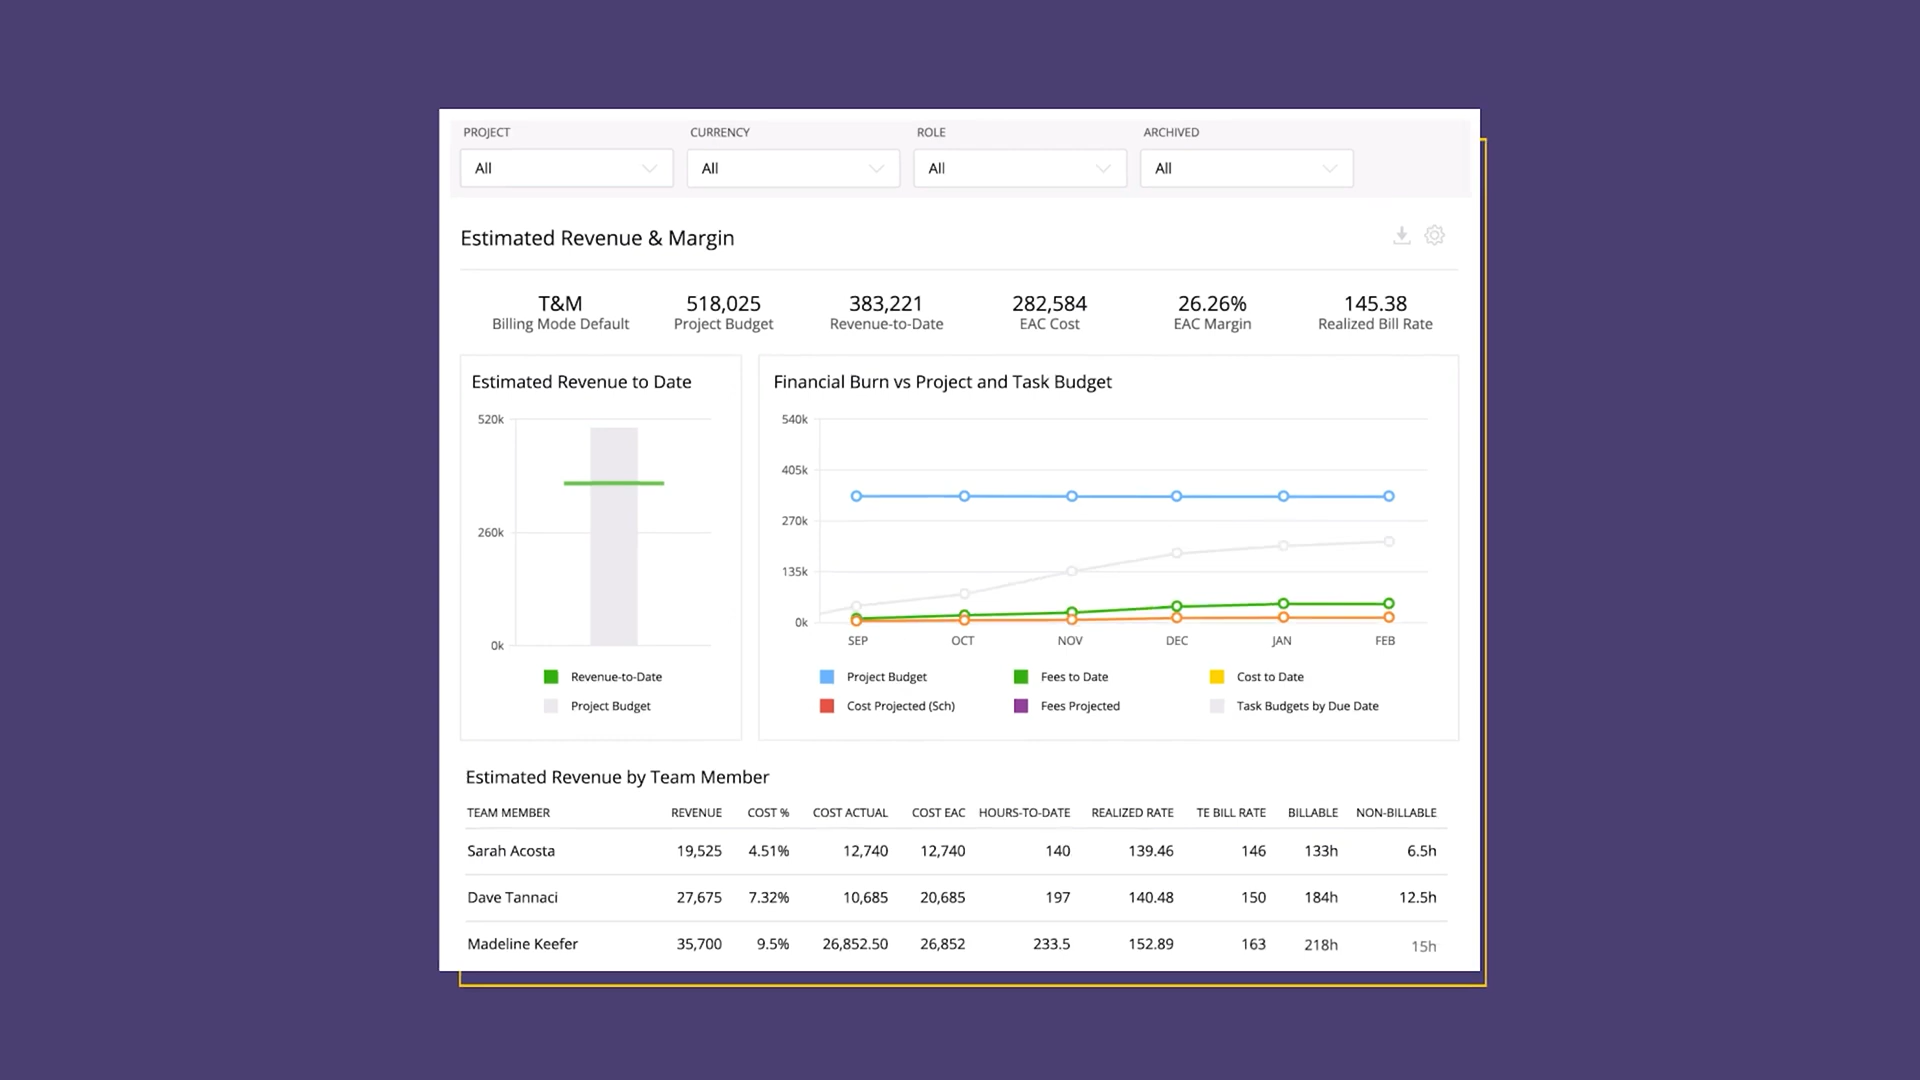 PROJECT CURRENCY ROLE ARCHIVED
All All All All
Estimated Revenue & Margin
T&M 518,025 383,221 282,584 26.26% 145.38
Billing Mode Default Project Budget Revenue-to-Date EAC Cost EAC Margin Realized Bill Rate
Estimated Revenue to Date
520k
260k
0k
Revenue-to-Date
Project Budget
Financial Burn vs Project and Task Budget
540k
405k
270k
135k
0k
SEP OCT NOV DEC JAN FEB
Project Budget Fees to Date Cost to Date
Cost Projected (Sch) Fees Projected Task Budgets by Due Date
Estimated Revenue by Team Member
TEAM MEMBER REVENUE COST % COST ACTUAL COST EAC HOURS-TO-DATE REALIZED RATE TE BILL RATE BILLABLE NON-BILLABLE
Sarah Acosta 19,525 4.51% 12,740 12,740 140 139.46 146 133h 6.5h
Dave Tannaci 27,675 7.32% 10,685 20,685 197 140.48 150 184h 12.5h
Madeline Keefer 35,700 9.5% 26,852.50 26,852 233.5 152.89 163 218h 15h